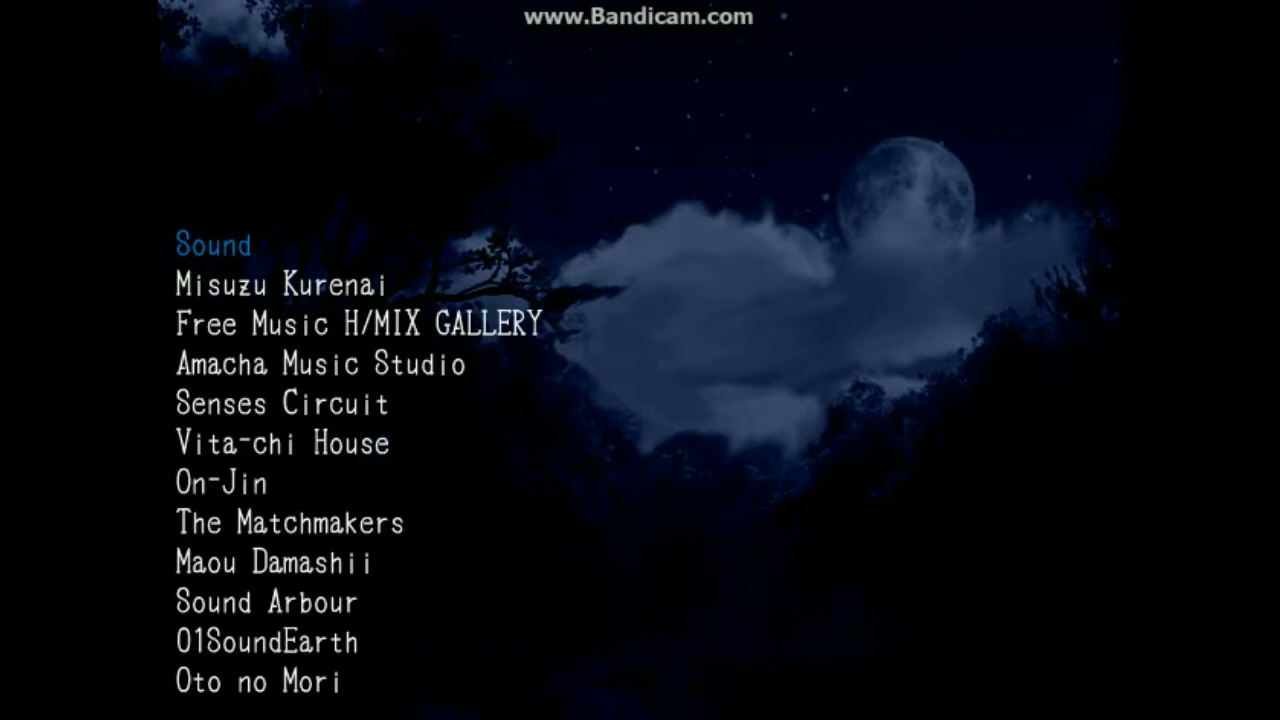 www.Bandicam.com
Sound
Misuzu Kurenai
Free Music H/MIX GALLERY
Amacha Music Studio
Senses Circuit
Vita-chi House
On-Jin
The Matchmakers
Maou Damashii
Sound Arbour
01SoundEarth
Oto no Mori